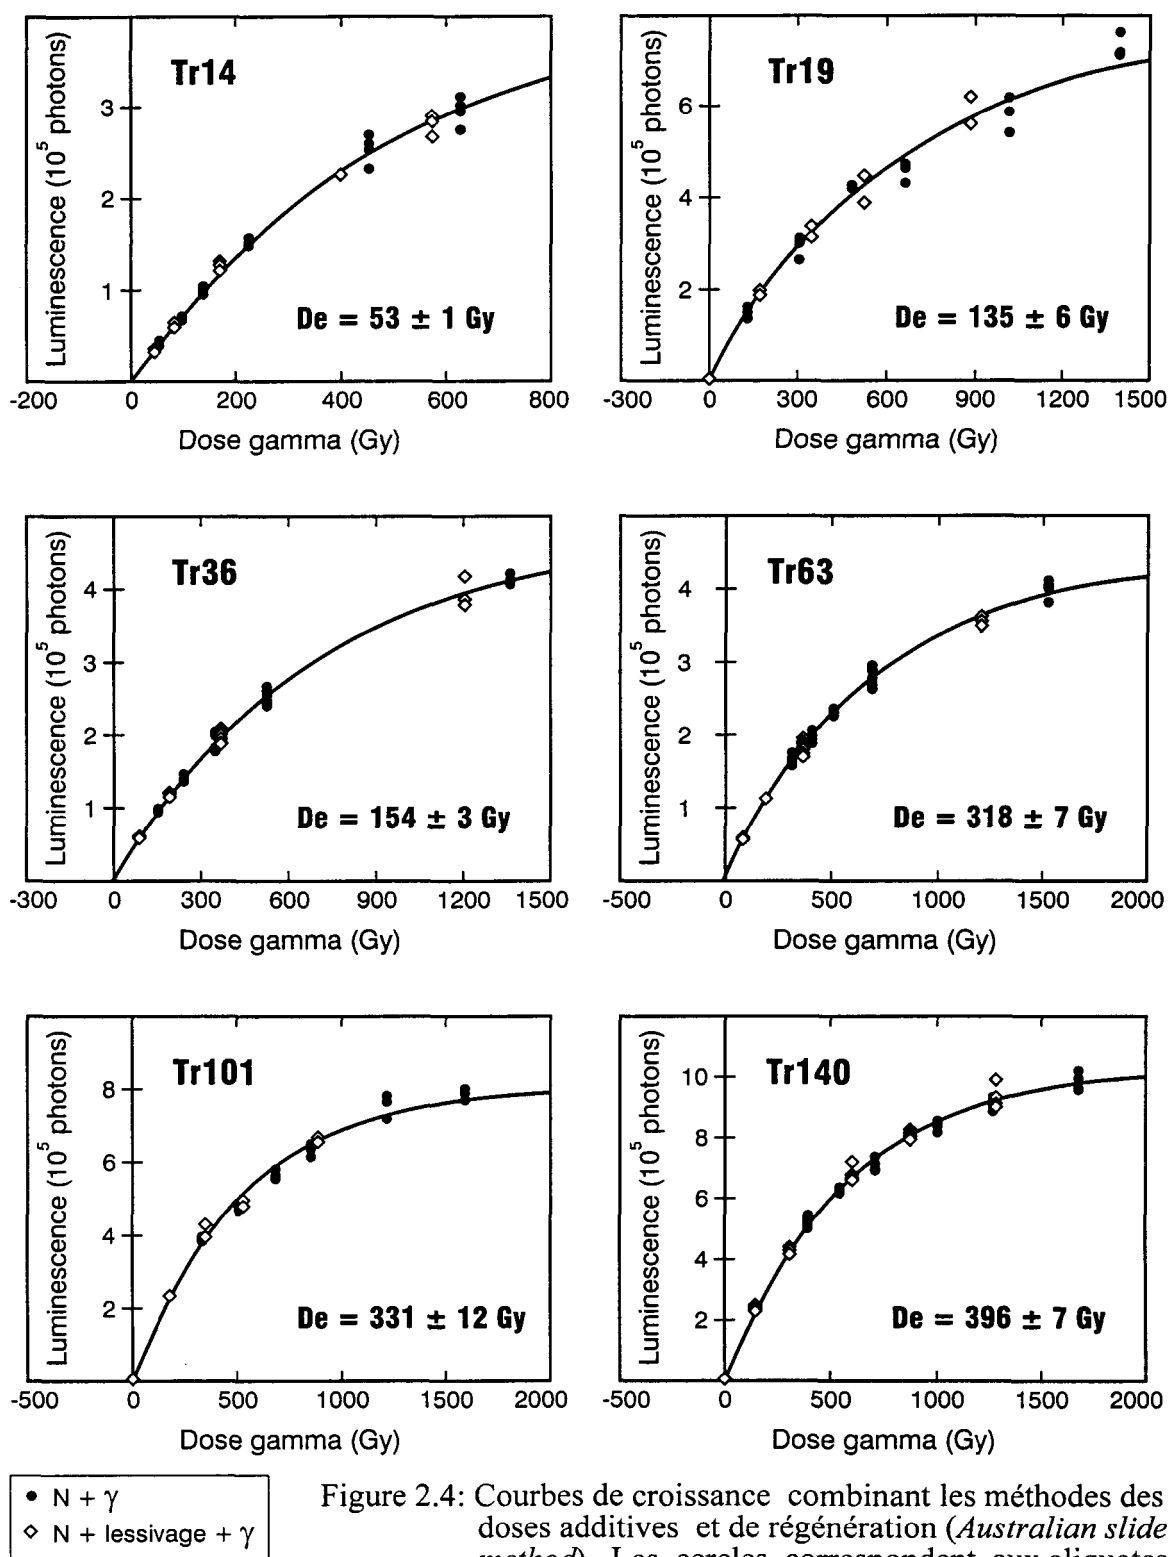 Tr14
Luminescence (10⁵ photons)
3
2
1
De = 53 ± 1 Gy
-200 0 200 400 600 800
Dose gamma (Gy)
Tr19
Luminescence (10⁵ photons)
6
4
2
De = 135 ± 6 Gy
-300 0 300 600 900 1200 1500
Dose gamma (Gy)
Tr36
Luminescence (10⁵ photons)
4
3
2
1
De = 154 ± 3 Gy
-300 0 300 600 900 1200 1500
Dose gamma (Gy)
Tr63
Luminescence (10⁵ photons)
4
3
2
1
De = 318 ± 7 Gy
-500 0 500 1000 1500 2000
Dose gamma (Gy)
Tr101
Luminescence (10⁵ photons)
8
6
4
2
De = 331 ± 12 Gy
-500 0 500 1000 1500 2000
Dose gamma (Gy)
Tr140
Luminescence (10⁵ photons)
10
8
6
4
2
De = 396 ± 7 Gy
-500 0 500 1000 1500 2000
Dose gamma (Gy)
N + γ
N + lessivage + γ
Figure 2.4: Courbes de croissance combinant les méthodes des
doses additives et de régénération (Australian slide
method). Les cercles correspondent aux aliquotes